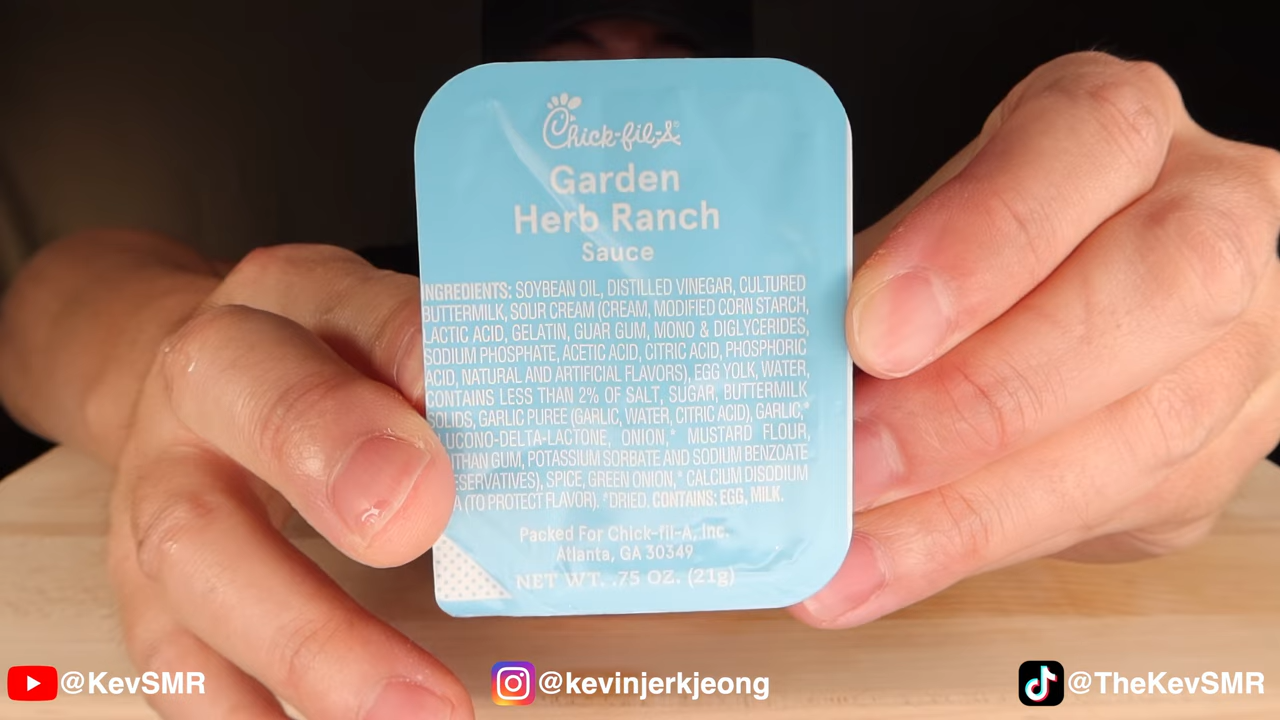 Chick-fil-A
Garden
Herb Ranch
Sauce
INGREDIENTS: SOYBEAN OIL, DISTILLED VINEGAR, CULTURED
BUTTERMILK, SOUR CREAM (CREAM, MODIFIED CORN STARCH,
LACTIC ACID, GELATIN, GUAR GUM, MONO & DIGLYCERIDES,
SODIUM PHOSPHATE, ACETIC ACID, CITRIC ACID, PHOSPHORIC
ACID, NATURAL AND ARTIFICIAL FLAVORS), EGG YOLK, WATER,
CONTAINS LESS THAN 2% OF SALT, SUGAR, BUTTERMILK
SOLIDS, GARLIC PUREE (GARLIC, WATER, CITRIC ACID), GARLIC,*
UCONO-DELTA-LACTONE, ONION,* MUSTARD FLOUR,
THAN GUM, POTASSIUM SORBATE AND SODIUM BENZOATE
ESERVATIVES), SPICE, GREEN ONION,* CALCIUM DISODIUM
A (TO PROTECT FLAVOR). *DRIED. CONTAINS: EGG, MILK.
Packed For Chick-fil-A, Inc.
Atlanta, GA 30349
NET WT. .75 OZ. (21g)
@KevSMR
@kevinjerkjeong
@TheKevSMR